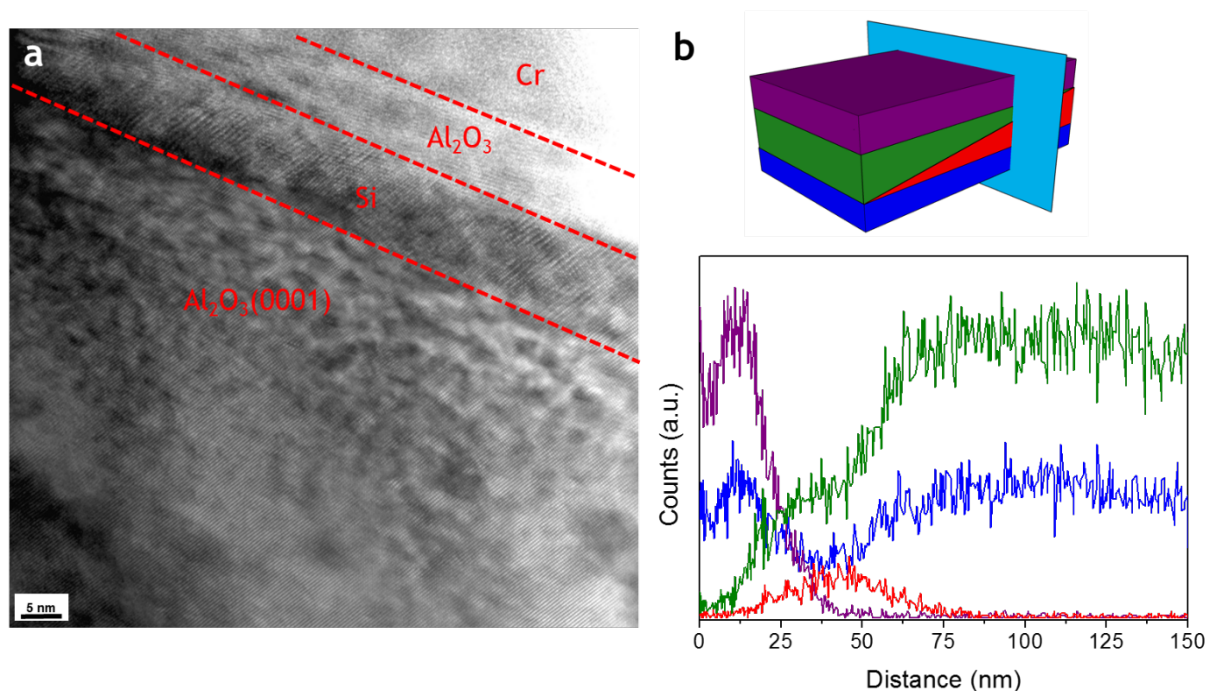 a
Cr
Al₂O₃
Si
Al₂O₃(0001)
5 nm
b
Counts (a.u.)
0 25 50 75 100 125 150
Distance (nm)